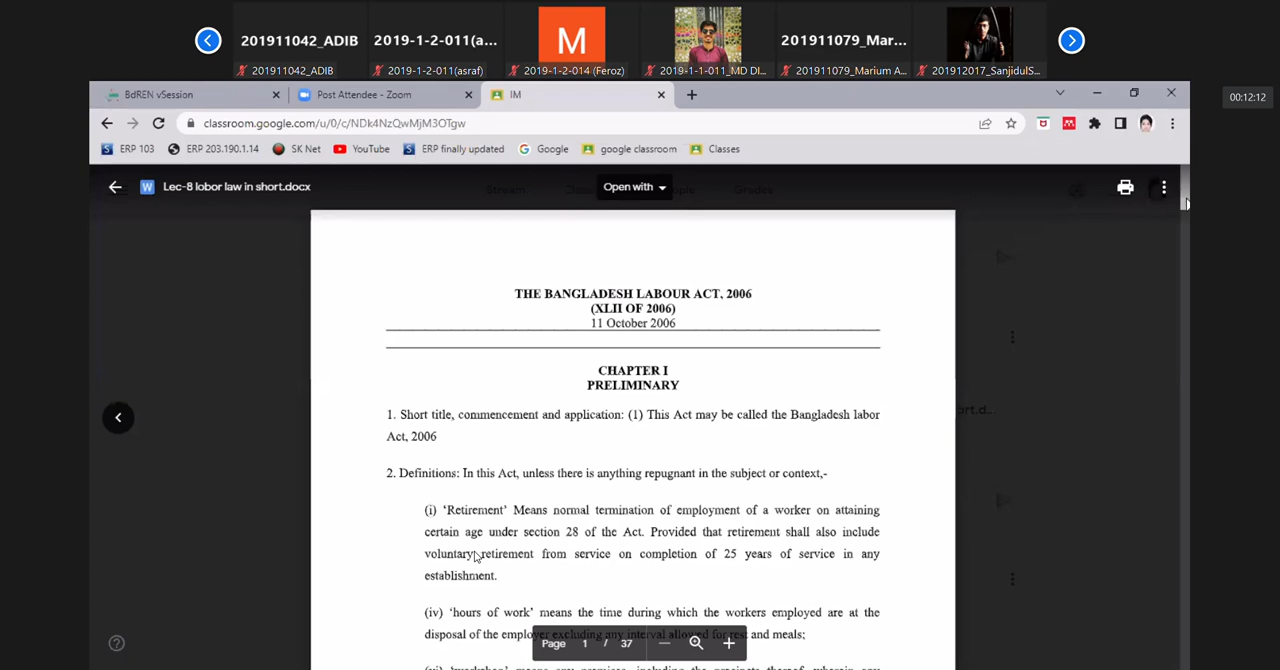 201911042_ADIB
2019-1-2-011(a...
M
201911079_Mar...
201911042_ADIB
2019-1-2-011(asraf)
2019-1-2-014 (Feroz)
2019-1-1-011_MD DI...
201911079_Marium A...
201912017_SanjidulS...
00:12:12
BdREN vSession
Post Attendee - Zoom
IM
classroom.google.com/u/0/c/NDk4NzQwMjM3OTgw
ERP 103
ERP 203.190.1.14
SK Net
YouTube
ERP finally updated
Google
google classroom
Classes
Lec-8 lobor law in short.docx
Open with
Stream
Grades
THE BANGLADESH LABOUR ACT, 2006
(XLII OF 2006)
11 October 2006
CHAPTER I
PRELIMINARY
1. Short title, commencement and application: (1) This Act may be called the Bangladesh labor
Act, 2006
2. Definitions: In this Act, unless there is anything repugnant in the subject or context,-
(i) ‘Retirement’ Means normal termination of employment of a worker on attaining
certain age under section 28 of the Act. Provided that retirement shall also include
voluntary retirement from service on completion of 25 years of service in any
establishment.
(iv) ‘hours of work’ means the time during which the workers employed are at the
disposal of the employer excluding any interval allowed for rest and meals;
Page 1 / 37